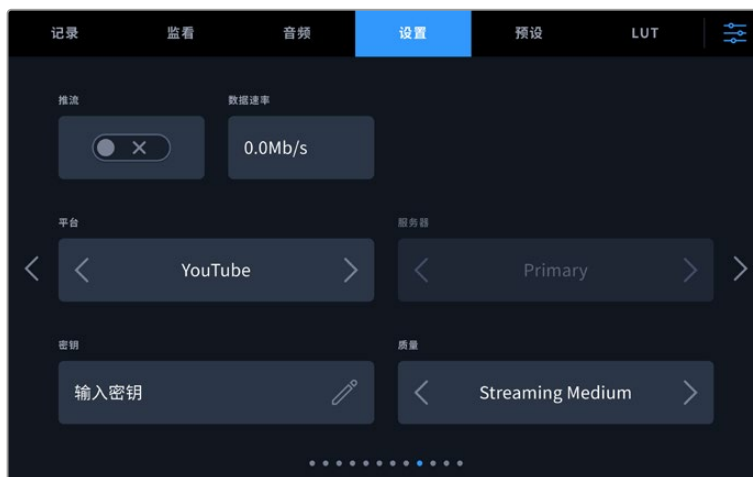 记录 监看 音频 设置 预设 LUT
推流 数据速率
0.0Mb/s
平台 服务器
YouTube Primary
密钥 质量
输入密钥 Streaming Medium